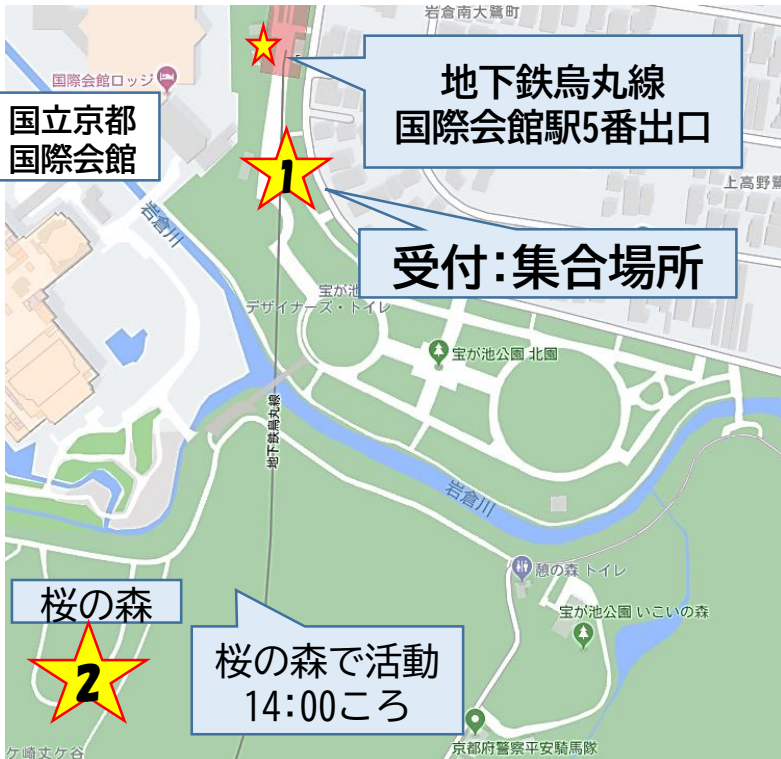 岩倉南大鷺町
国際会館ロッジ
地下鉄烏丸線
国際会館駅5番出口
国立京都
国際会館
1
上高野鷺
岩倉川
受付:集合場所
宝が池
デザイナーズ・トイレ
宝が池公園 北園
地下鉄烏丸線
岩倉川
憩の森 トイレ
宝が池公園 いこいの森
桜の森
2
桜の森で活動
14:00ころ
京都府警察平安騎馬隊
ケ崎丈ケ谷